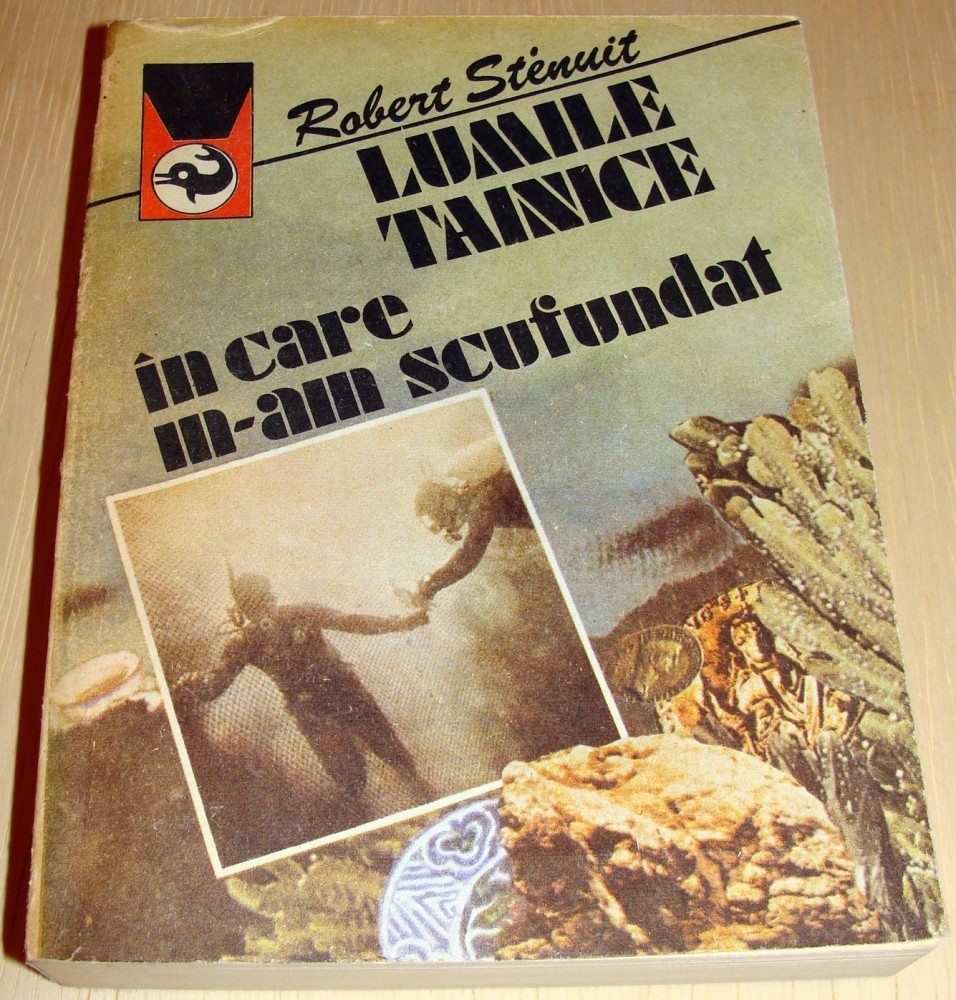 Robert Sténuit
LUMILE
TAINICE
în care
m-am scufundat